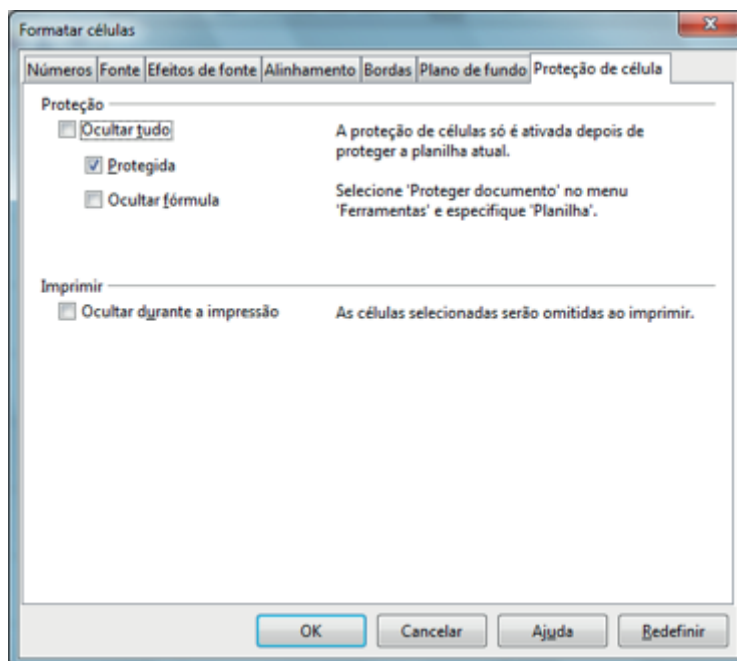 Formatar células
Números Fonte Efeitos de fonte Alinhamento Bordas Plano de fundo Proteção de célula
Proteção
Ocultar tudo
A proteção de células só é ativada depois de
proteger a planilha atual.
Protegida
Ocultar fórmula
Selecione 'Proteger documento' no menu
'Ferramentas' e especifique 'Planilha'.
Imprimir
Ocultar durante a impressão
As células selecionadas serão omitidas ao imprimir.
OK Cancelar Ajuda Redefinir